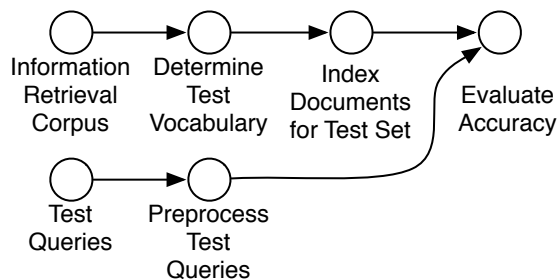 Information
Retrieval
Corpus
Determine
Test
Vocabulary
Index
Documents
for Test Set
Evaluate
Accuracy
Test
Queries
Preprocess
Test
Queries